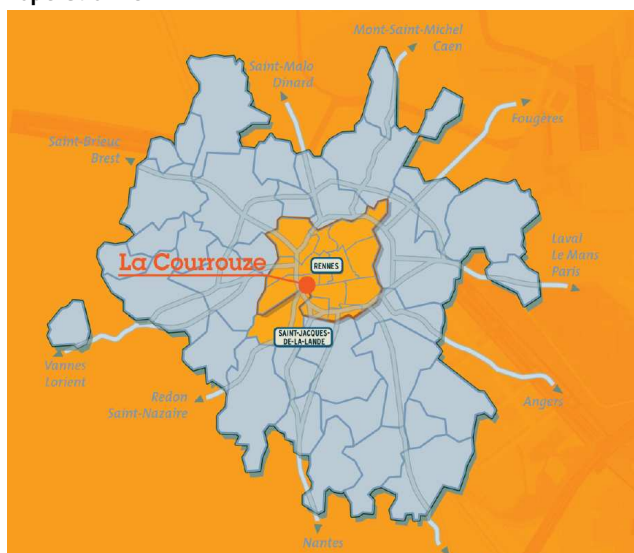 Mont-Saint-Michel
Caen
Saint-Malo
Dinard
Fougères
Saint-Brieuc
Brest
Laval
Le Mans
Paris
La Courrouze
RENNES
SAINT-JACQUES-
DE-LA-LANDE
Vannes
Lorient
Redon
Saint-Nazaire
Angers
Nantes